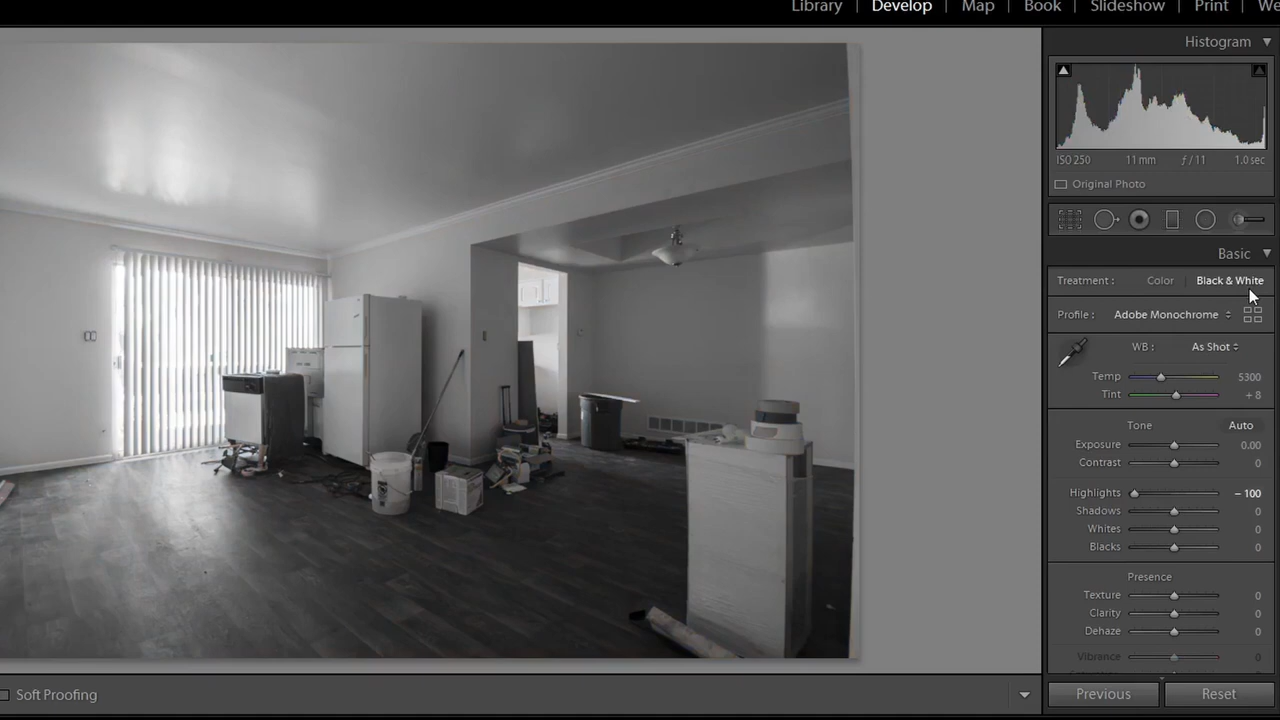 Library | Develop | Map | Book | Slideshow | Print | We
Histogram
ISO 250 11 mm ƒ / 11 1.0 sec
Original Photo
Basic
Treatment : Color Black & White
Profile : Adobe Monochrome
WB : As Shot
Temp 5300
Tint + 8
Tone Auto
Exposure 0.00
Contrast 0
Highlights – 100
Shadows 0
Whites 0
Blacks 0
Presence
Texture 0
Clarity 0
Dehaze 0
Vibrance 0
Soft Proofing
Previous Reset